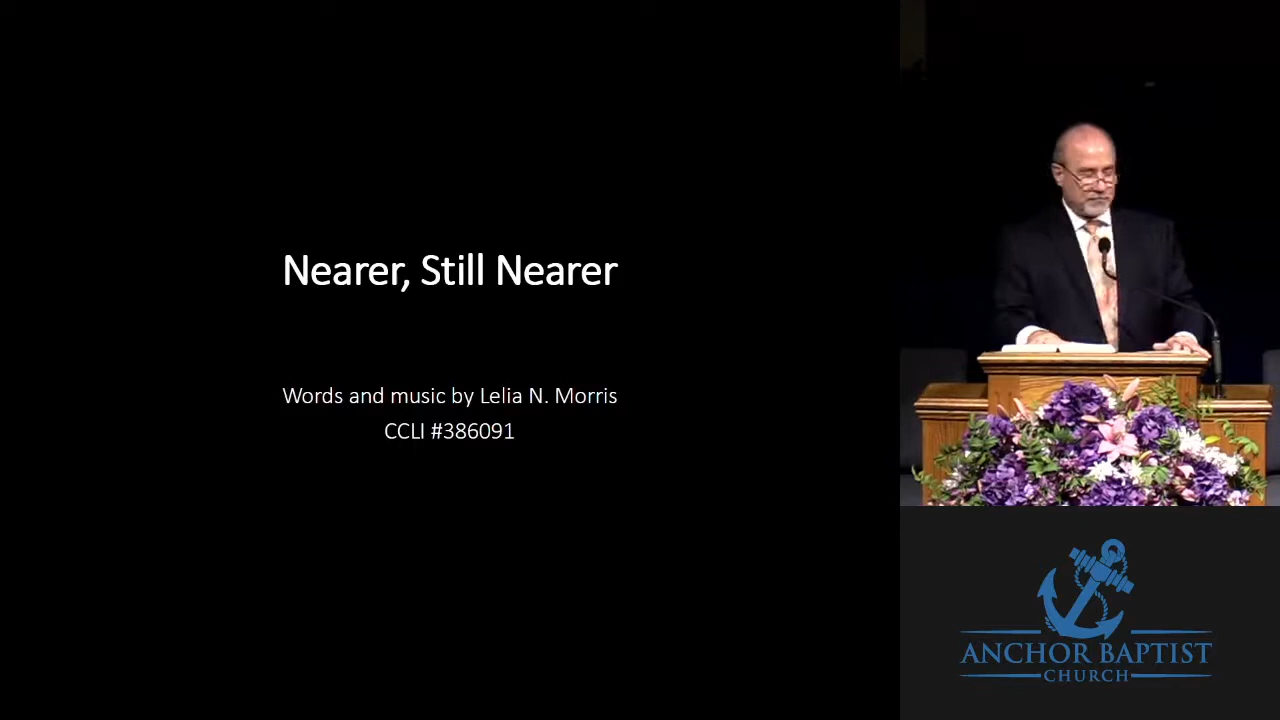 Nearer, Still Nearer
Words and music by Lelia N. Morris
CCLI #386091
ANCHOR BAPTIST
CHURCH